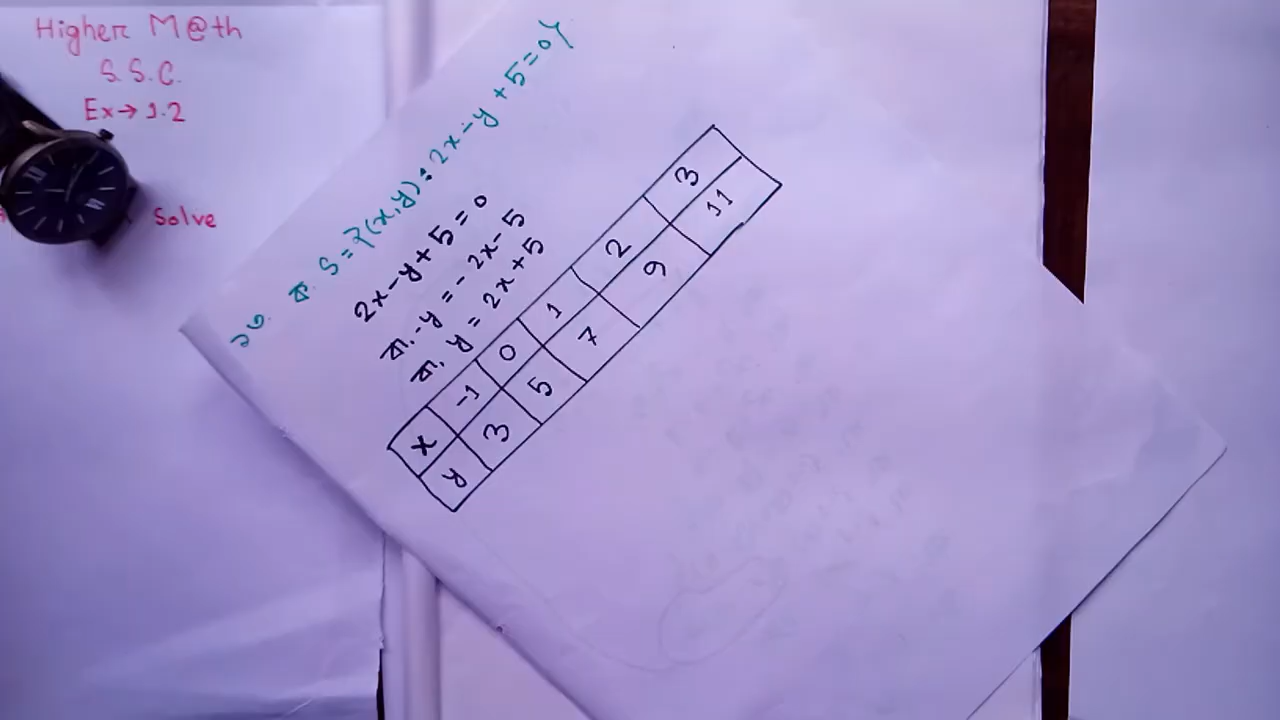 Higher M@th
S.S.C.
Ex→1.2
Solve
১৬. ক. S={(x,y):2x-y+5=0}
2x-y+5=0
বা. -y=-2x-5
বা. y=2x+5
x -1 0 1 2 3
y 3 5 7 9 11